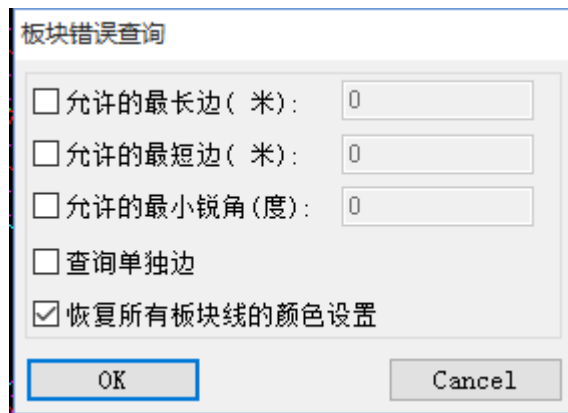 板块错误查询
允许的最长边( 米): 0
允许的最短边( 米): 0
允许的最小锐角(度): 0
查询单独边
恢复所有板块线的颜色设置
OK Cancel